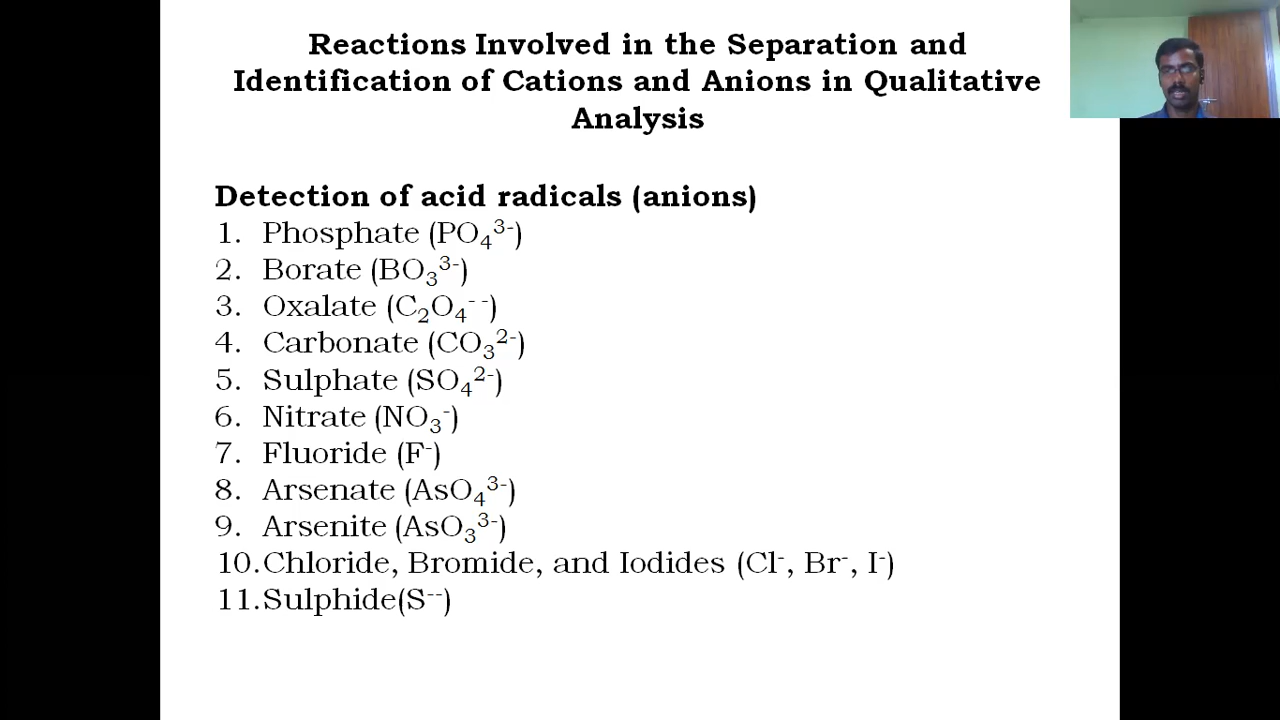 Reactions Involved in the Separation and
Identification of Cations and Anions in Qualitative
Analysis
Detection of acid radicals (anions)
1. Phosphate (PO₄³⁻)
2. Borate (BO₃³⁻)
3. Oxalate (C₂O₄⁻ ⁻)
4. Carbonate (CO₃²⁻)
5. Sulphate (SO₄²⁻)
6. Nitrate (NO₃⁻)
7. Fluoride (F⁻)
8. Arsenate (AsO₄³⁻)
9. Arsenite (AsO₃³⁻)
10.Chloride, Bromide, and Iodides (Cl⁻, Br⁻, I⁻)
11.Sulphide(S⁻⁻)